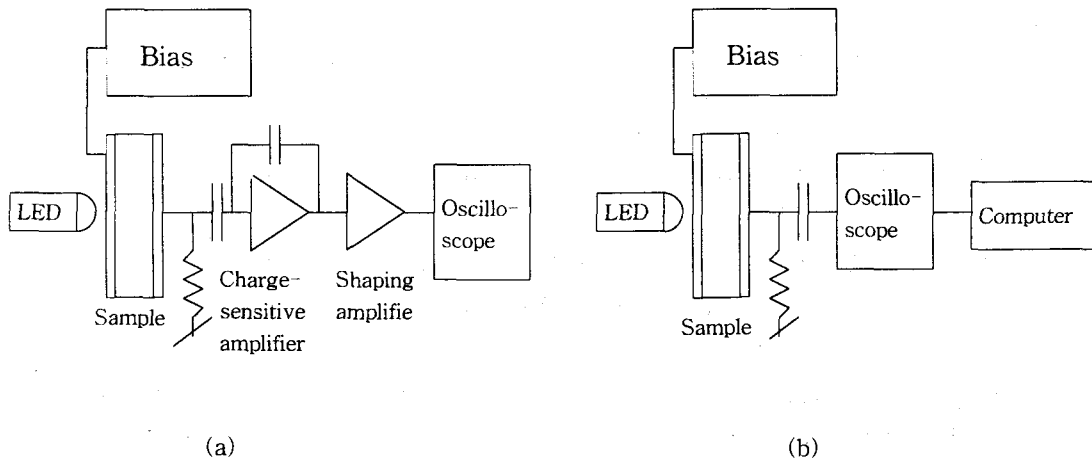 Bias
LED
Sample
Charge-
sensitive
amplifier
Shaping
amplifie
Oscillo-
scope
(a)
Bias
LED
Sample
Oscillo-
scope
Computer
(b)